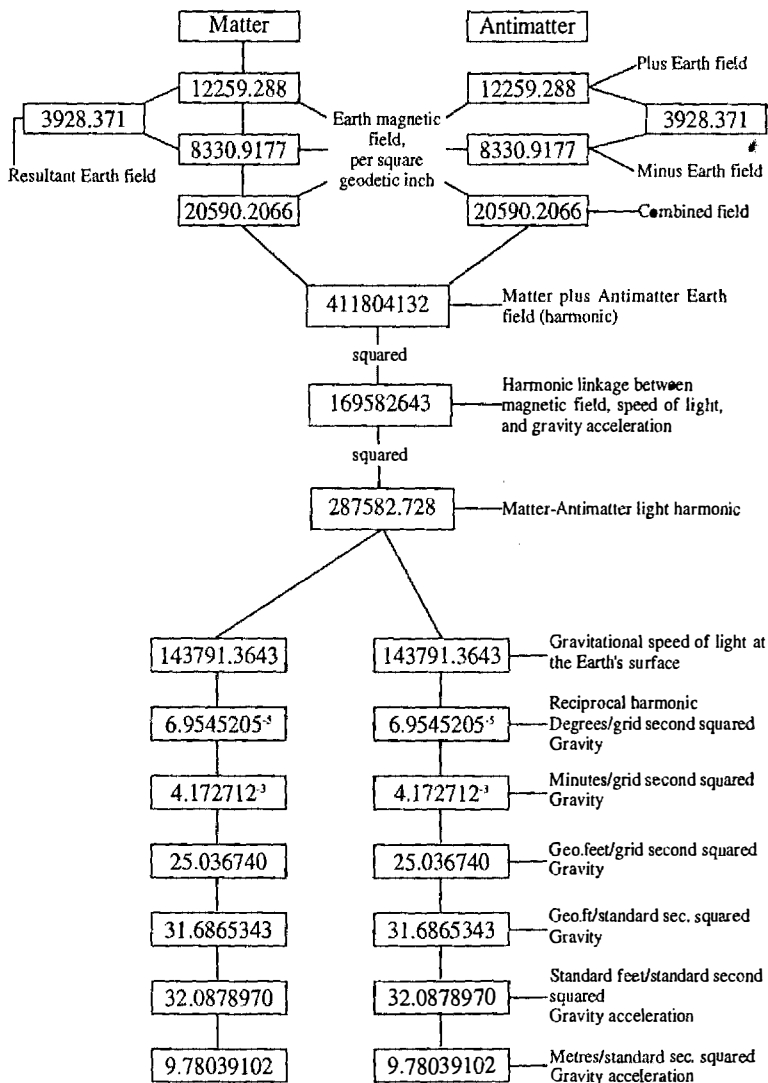 Matter
Antimatter
Plus Earth field
12259.288
12259.288
3928.371
Earth magnetic
field,
per square
geodetic inch
3928.371
8330.9177
8330.9177
Resultant Earth field
Minus Earth field
20590.2066
20590.2066
Combined field
411804132
Matter plus Antimatter Earth
field (harmonic)
squared
169582643
Harmonic linkage between
magnetic field, speed of light,
and gravity acceleration
squared
287582.728
Matter-Antimatter light harmonic
143791.3643
143791.3643
Gravitational speed of light at
the Earth's surface
6.9545205⁻⁵
6.9545205⁻⁵
Reciprocal harmonic
Degrees/grid second squared
Gravity
4.172712⁻³
4.172712⁻³
Minutes/grid second squared
Gravity
25.036740
25.036740
Geo.feet/grid second squared
Gravity
31.6865343
31.6865343
Geo.ft/standard sec. squared
Gravity
32.0878970
32.0878970
Standard feet/standard second
squared
Gravity acceleration
9.78039102
9.78039102
Metres/standard sec. squared
Gravity acceleration